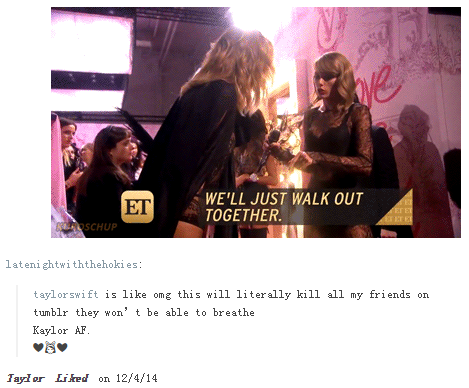 ET
WE'LL JUST WALK OUT
TOGETHER.
latenightwiththehokies:
taylorswift is like omg this will literally kill all my friends on
tumblr they won't be able to breathe
Kaylor AF.
Taylor Liked on 12/4/14